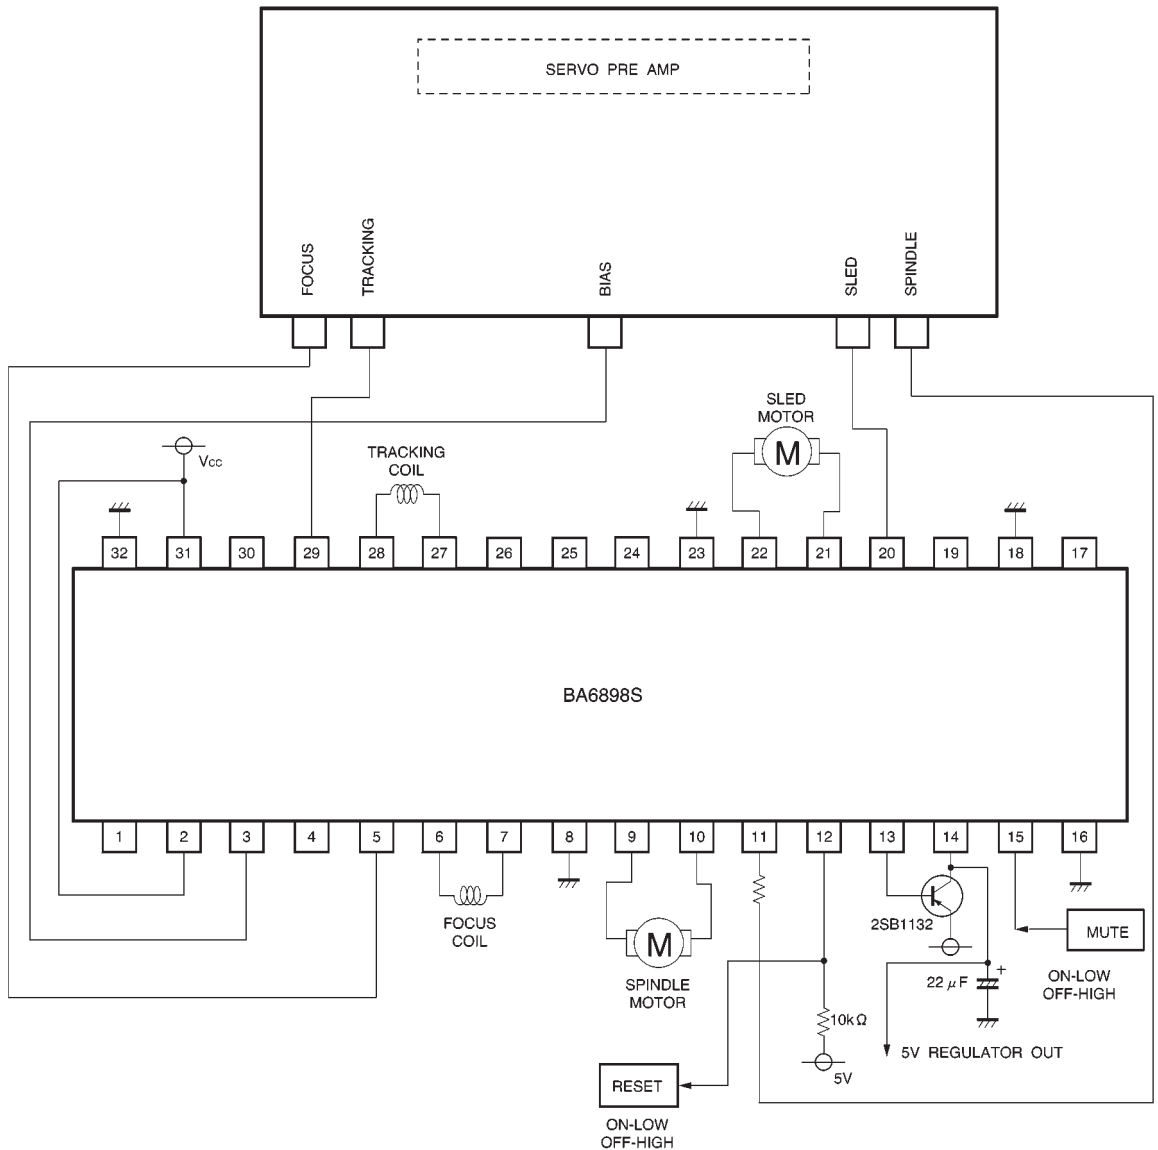 SERVO PRE AMP
FOCUS
TRACKING
BIAS
SLED
SPINDLE
SLED
MOTOR
M
Vcc
TRACKING
COIL
32
31
30
29
28
27
26
25
24
23
22
21
20
19
18
17
BA6898S
1
2
3
4
5
6
7
8
9
10
11
12
13
14
15
16
FOCUS
COIL
M
SPINDLE
MOTOR
2SB1132
MUTE
ON-LOW
OFF-HIGH
22 μF
+
10kΩ
5V
5V REGULATOR OUT
RESET
ON-LOW
OFF-HIGH